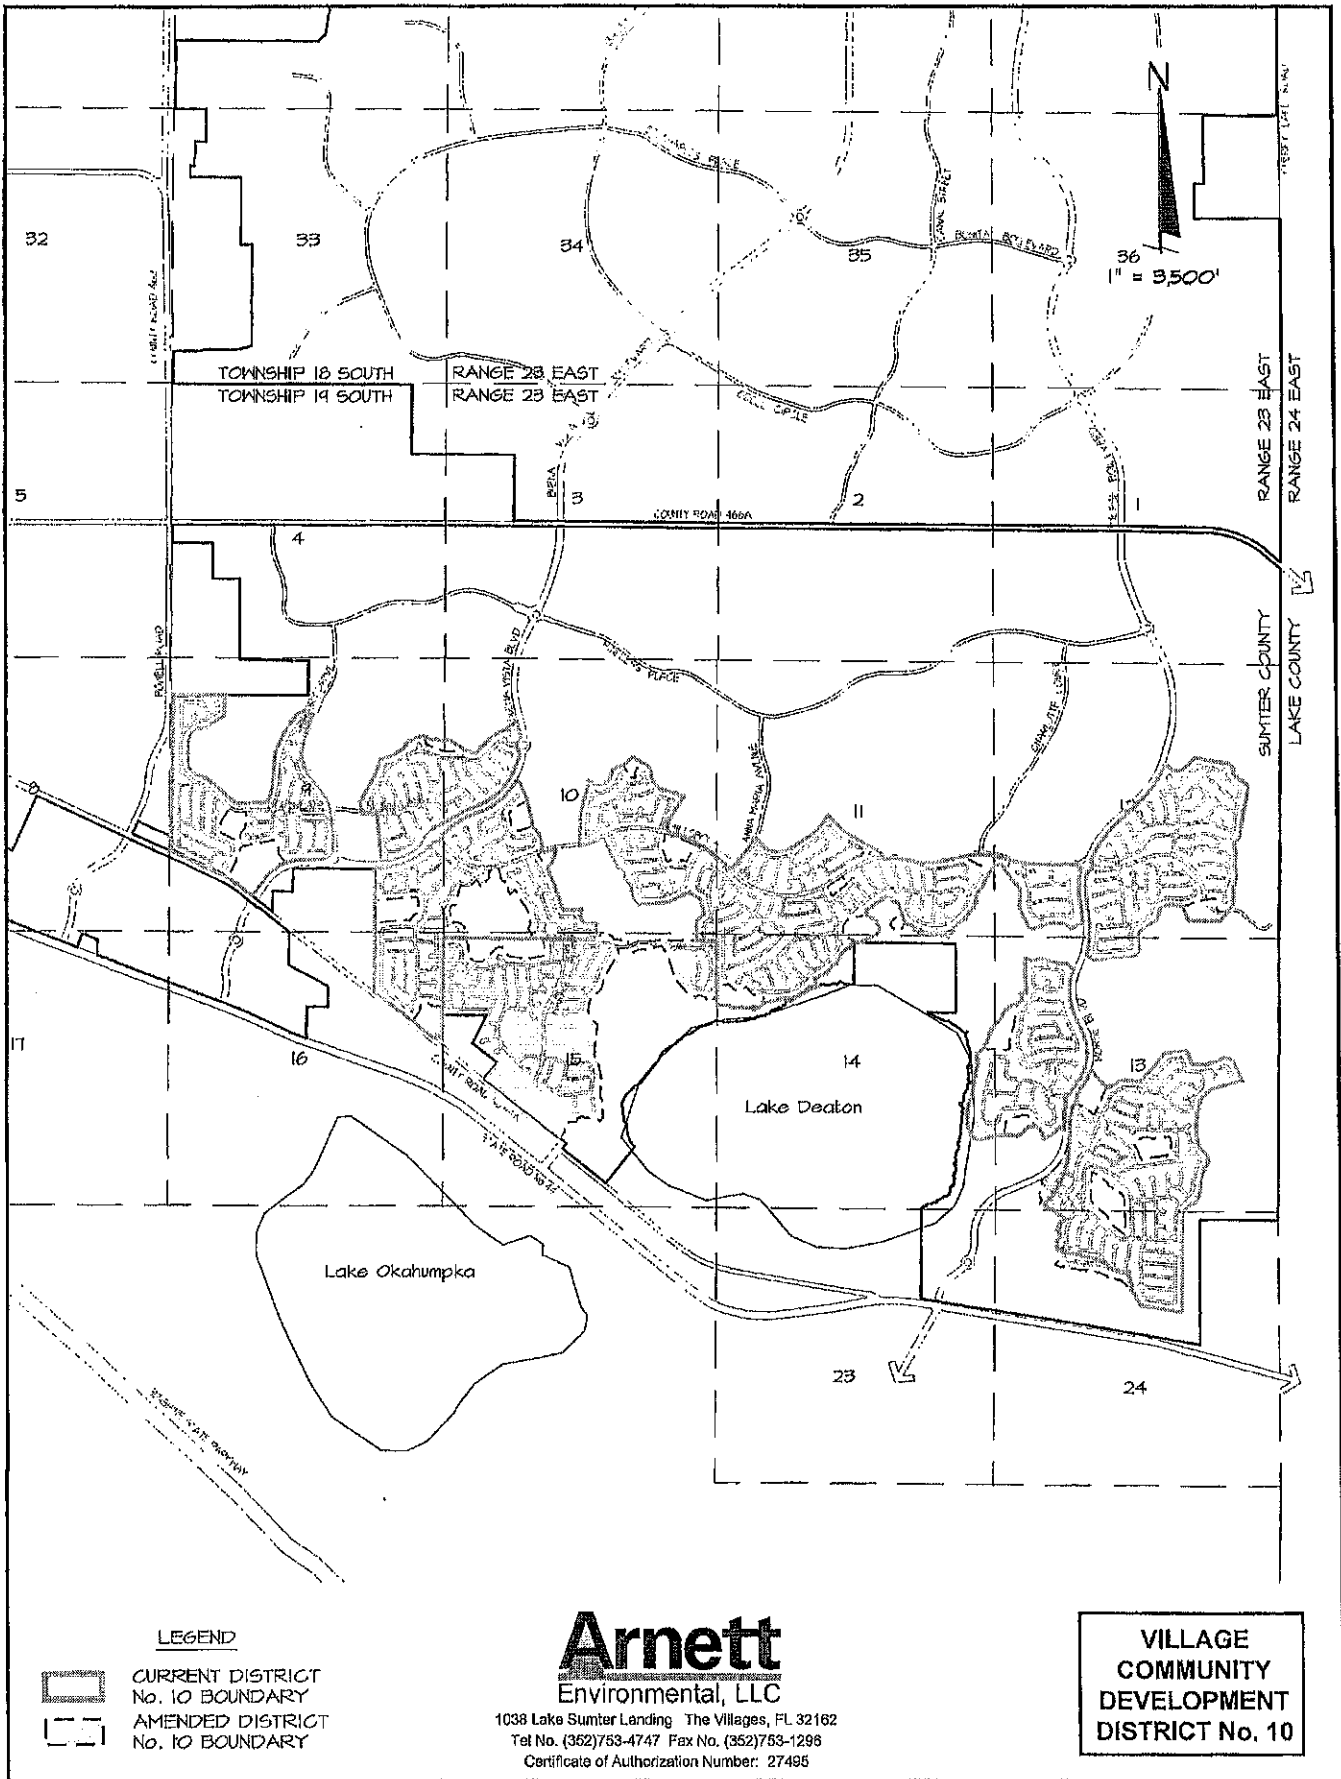 N
32
33
34
35
36
1" = 3,500'
CANAL STREET
TOWNSHIP 18 SOUTH
RANGE 23 EAST
TOWNSHIP 19 SOUTH
RANGE 23 EAST
RANGE 23 EAST
RANGE 24 EAST
5
4
3
2
1
COUNTY ROAD 466A
POWELL ROAD
SUMTER COUNTY
LAKE COUNTY
10
11
17
16
15
14
13
Lake Deaton
Lake Okahumpka
23
24
LEGEND
CURRENT DISTRICT
No. 10 BOUNDARY
AMENDED DISTRICT
No. 10 BOUNDARY
Arnett
Environmental, LLC
1038 Lake Sumter Landing The Villages, FL 32162
Tel No. (352)753-4747 Fax No. (352)753-1296
Certificate of Authorization Number: 27495
VILLAGE
COMMUNITY
DEVELOPMENT
DISTRICT No. 10